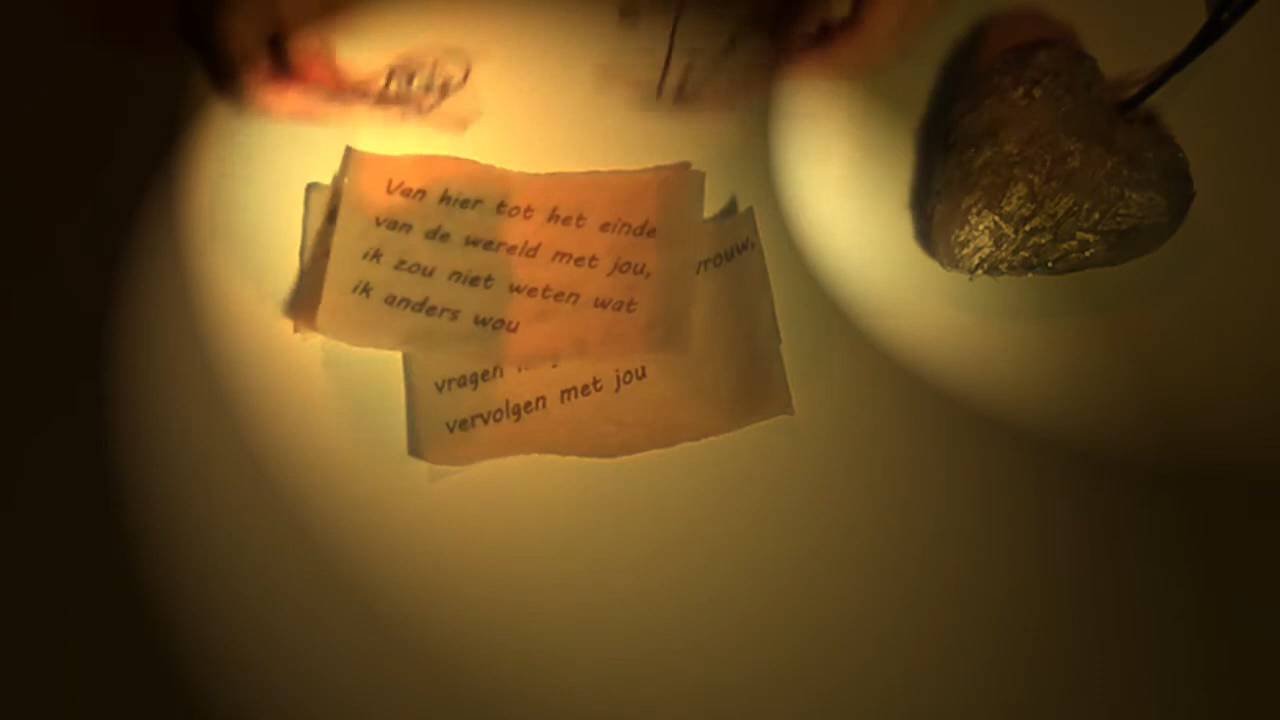 Van hier tot het einde
van de wereld met jou,
ik zou niet weten wat
ik anders wou
vragen
vervolgen met jou